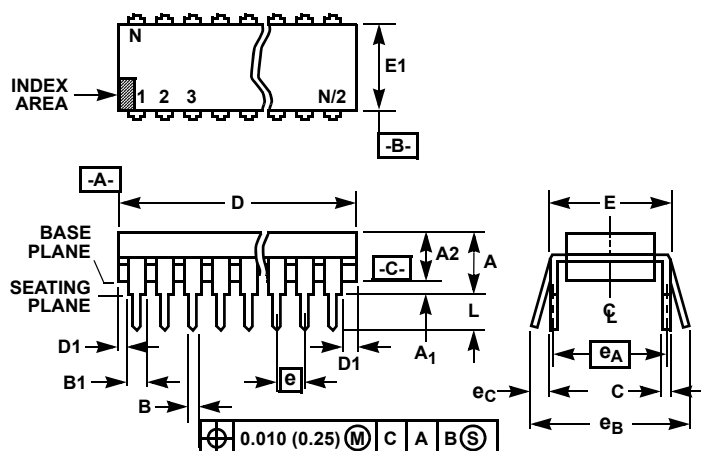 N
E1
INDEX
AREA
1 2 3 N/2
-B-
-A-
D
E
BASE
PLANE
A2
A
-C-
SEATING
PLANE
L
C
L
D1
A1
D1
eA
B1
e
eC
C
B
eB
0.010 (0.25) M C A B S